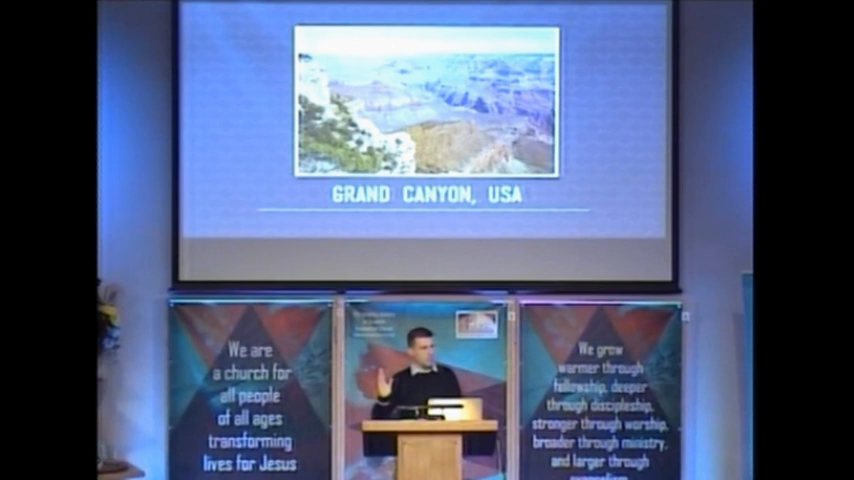 GRAND CANYON, USA
We are
a church for
all people
of all ages
transforming
lives for Jesus
We grow
warmer through
fellowship, deeper
through discipleship,
stronger through worship,
broader through ministry,
and larger through
evangelism